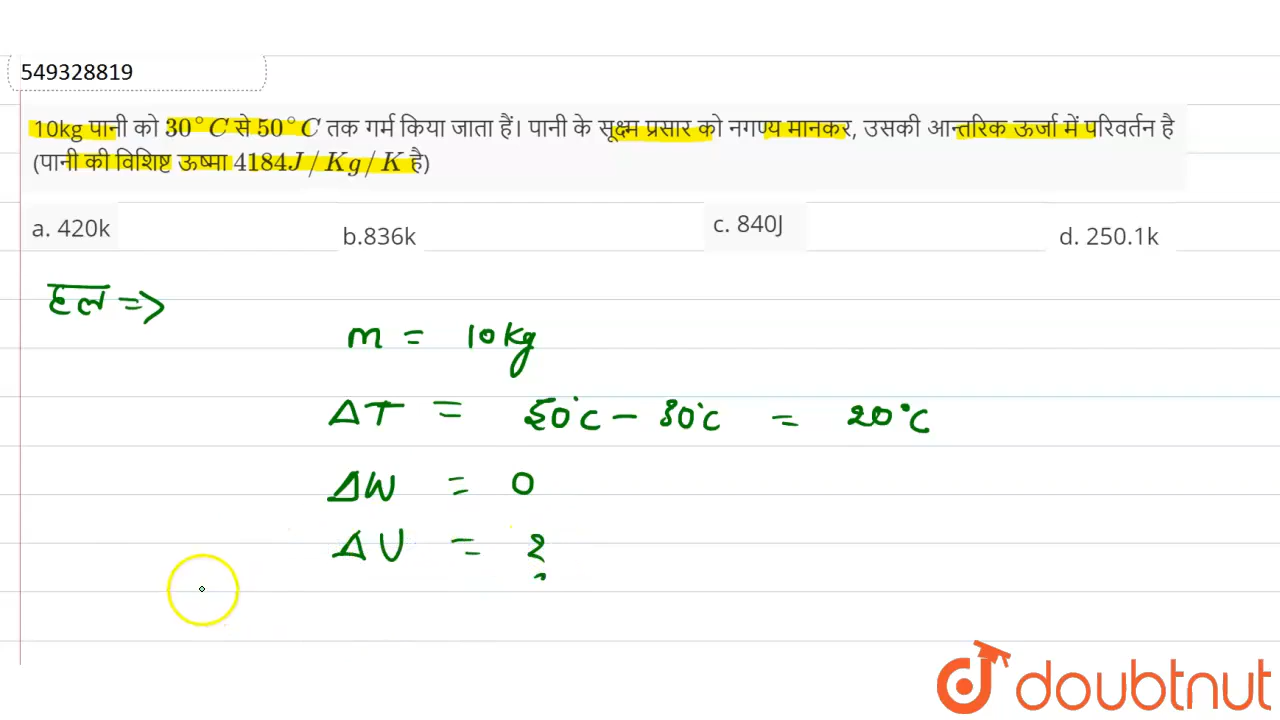 549328819
10kg पानी को 30°C से 50°C तक गर्म किया जाता हैं। पानी के सूक्ष्म प्रसार को नगण्य मानकर, उसकी आन्तरिक ऊर्जा में परिवर्तन है
(पानी की विशिष्ट ऊष्मा 4184J/Kg/K है)
a. 420k b.836k c. 840J d. 250.1k
हल =>
m = 10kg
ΔT = 50°C - 30°C = 20°C
ΔW = 0
ΔU = ?
doubtnut